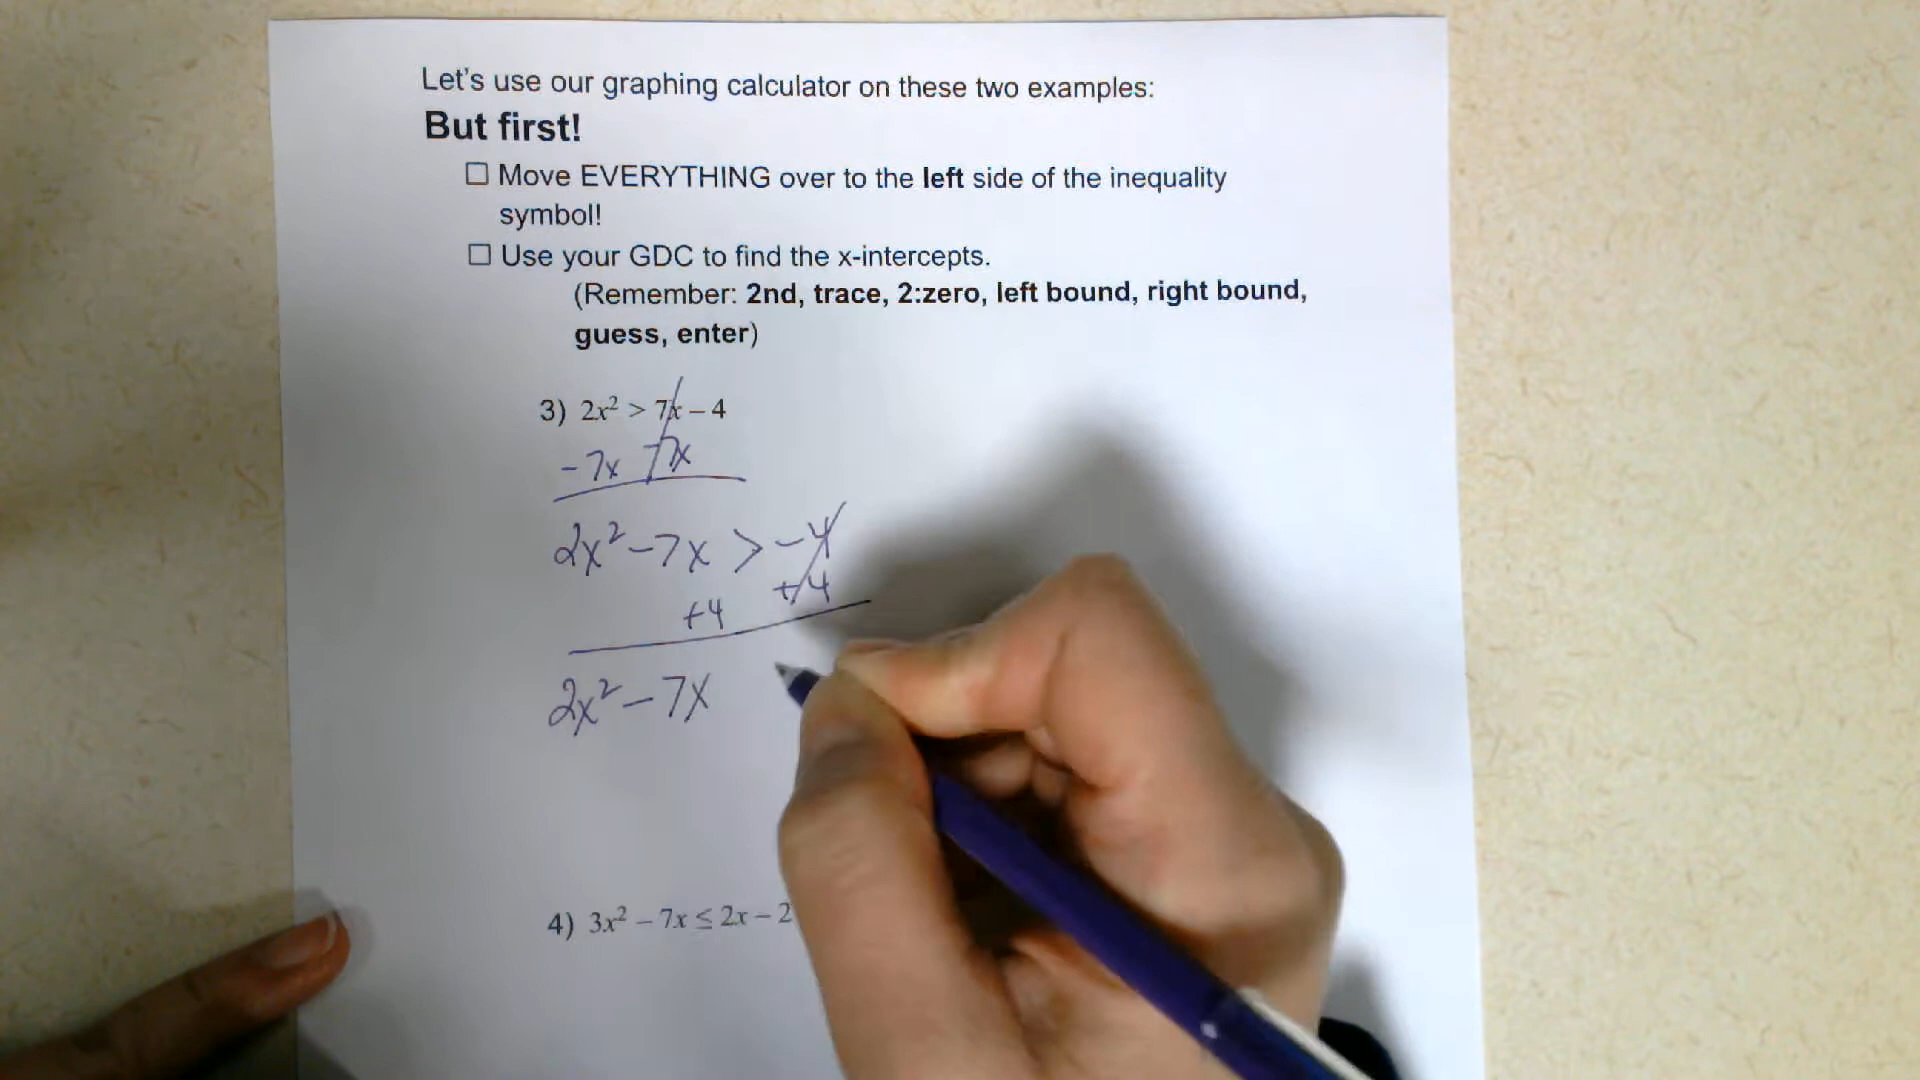 Let's use our graphing calculator on these two examples:
But first!
☐ Move EVERYTHING over to the left side of the inequality
symbol!
☐ Use your GDC to find the x-intercepts.
(Remember: 2nd, trace, 2:zero, left bound, right bound,
guess, enter)
3) 2x² > 7x – 4
-7x -7x
2x² - 7x > -4
+4 +4
2x² - 7x
4) 3x² – 7x ≤ 2x – 2